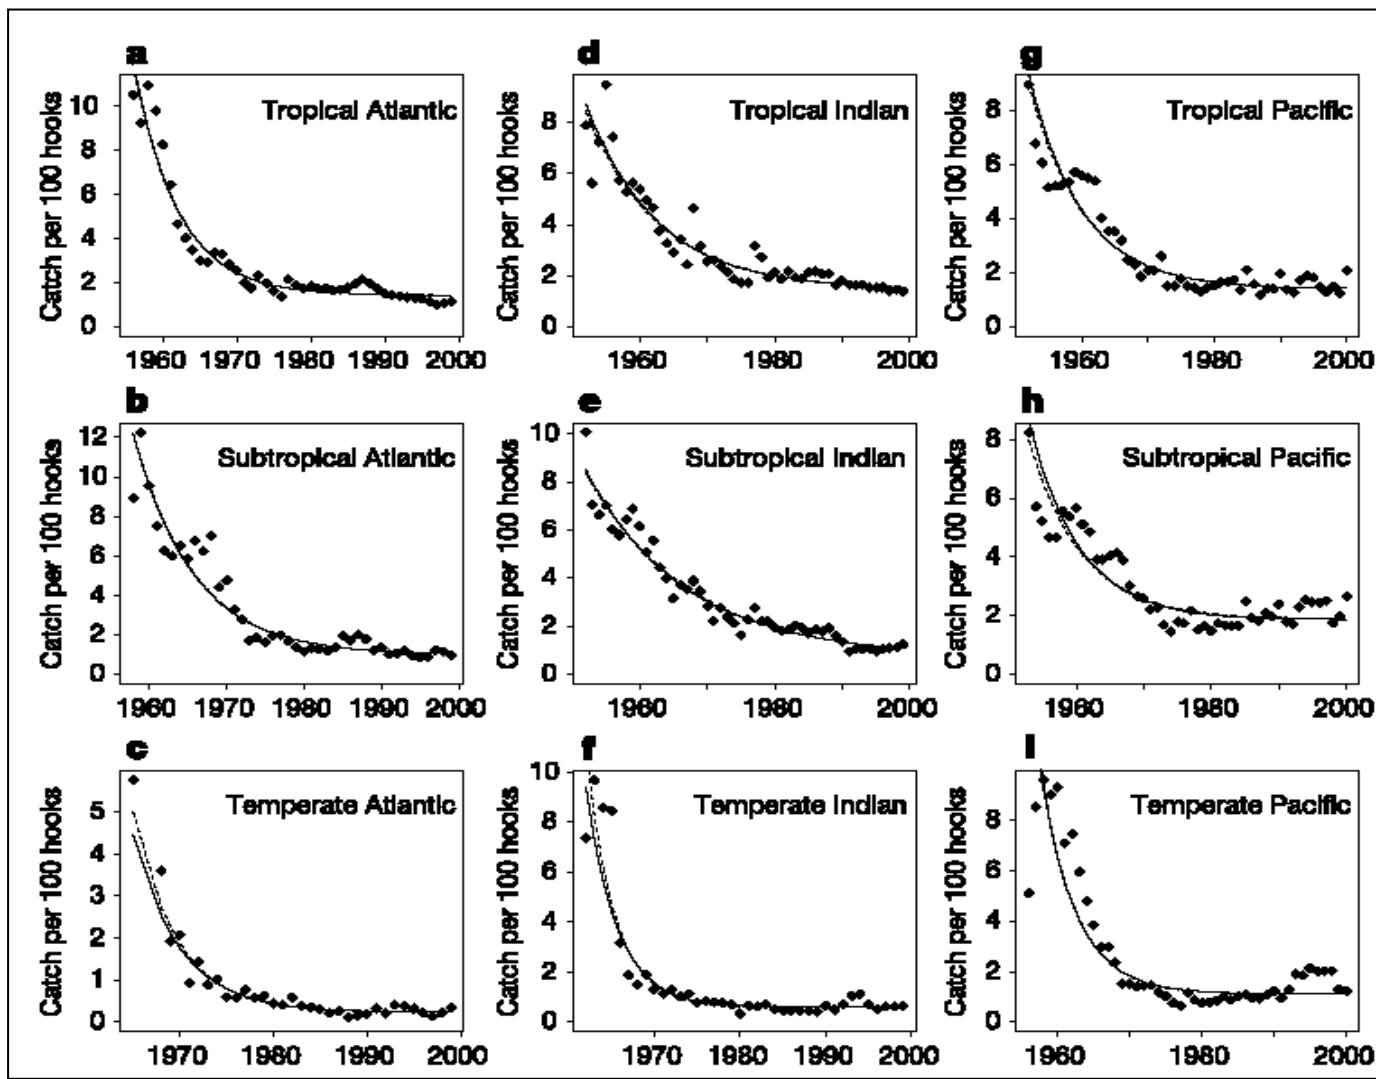 a
Tropical Atlantic
Catch per 100 hooks
10
8
6
4
2
0
1960 1970 1980 1990 2000
d
Tropical Indian
Catch per 100 hooks
8
6
4
2
0
1960 1980 2000
g
Tropical Pacific
Catch per 100 hooks
8
6
4
2
0
1960 1980 2000
b
Subtropical Atlantic
Catch per 100 hooks
12
10
8
6
4
2
0
1960 1970 1980 1990 2000
e
Subtropical Indian
Catch per 100 hooks
10
8
6
4
2
0
1960 1980 2000
h
Subtropical Pacific
Catch per 100 hooks
8
6
4
2
0
1960 1980 2000
c
Temperate Atlantic
Catch per 100 hooks
5
4
3
2
1
0
1970 1980 1990 2000
f
Temperate Indian
Catch per 100 hooks
10
8
6
4
2
0
1970 1980 1990 2000
i
Temperate Pacific
Catch per 100 hooks
8
6
4
2
0
1960 1980 2000